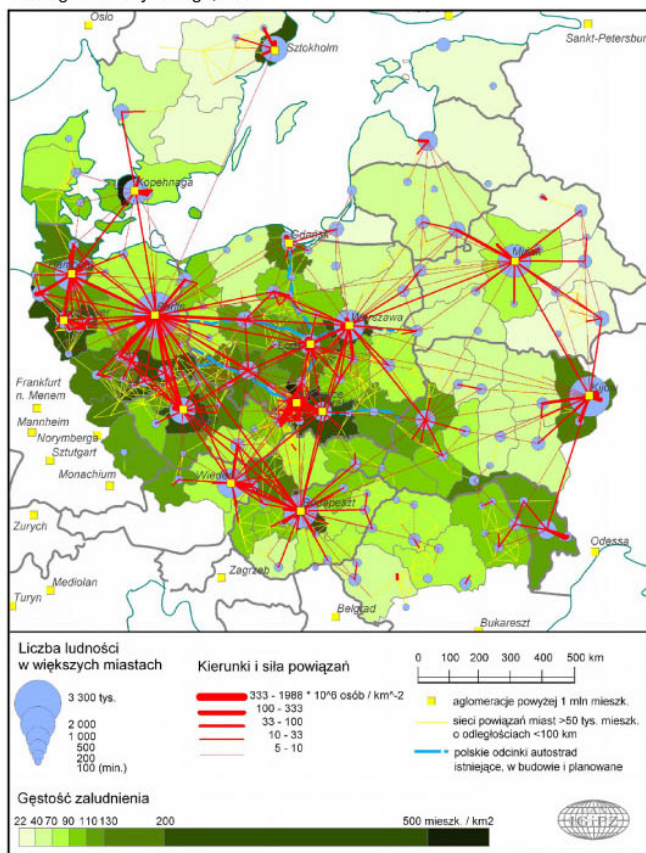 Oslo
Sztokholm
Sankt-Petersburg
Kopehnaga
Gdańsk
Mińsk
Berlin
Warszawa
Kijów
Frankfurt
n. Menem
Mannheim
Norymberga
Sztutgart
Monachium
Wiedeń
Budapeszt
Zurych
Odessa
Zagrzeb
Mediolan
Turyn
Belgrad
Bukareszt
Liczba ludności
w większych miastach
3 300 tys.
2 000
1 000
500
200
100 (min.)
Kierunki i siła powiązań
333 - 1988 * 10^6 osób / km^-2
100 - 333
33 - 100
10 - 33
5 - 10
0 100 200 300 400 500 km
aglomeracje powyżej 1 mln mieszk.
sieci powiązań miast >50 tys. mieszk.
o odległościach <100 km
polskie odcinki autostrad
istniejące, w budowie i planowane
Gęstość zaludnienia
22 40 70 90 110 130 200 500 mieszk. / km2
IGiPZ